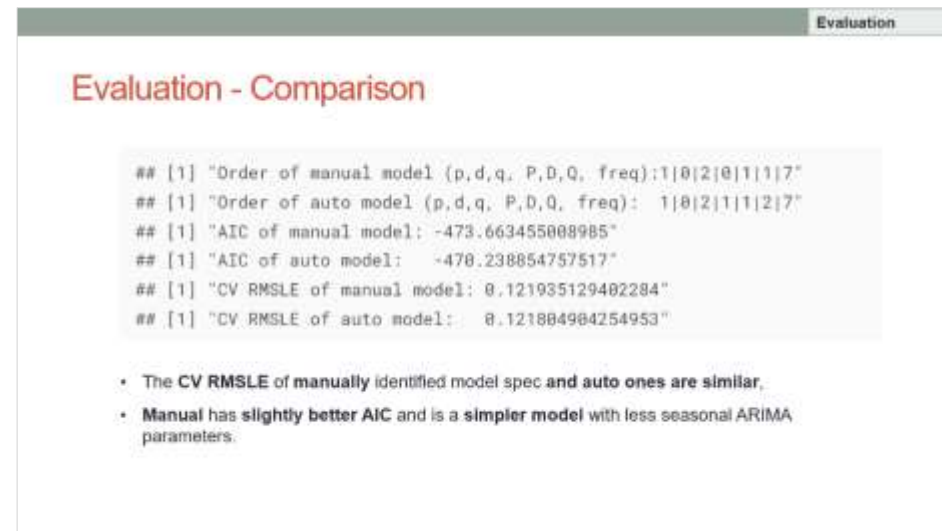 Evaluation
Evaluation - Comparison
## [1] "Order of manual model (p,d,q, P,D,Q, freq):1|0|2|0|1|1|7"
## [1] "Order of auto model (p,d,q, P,D,Q, freq):  1|0|2|1|1|2|7"
## [1] "AIC of manual model: -473.663455008985"
## [1] "AIC of auto model:   -470.238854757517"
## [1] "CV RMSLE of manual model: 0.121935129402284"
## [1] "CV RMSLE of auto model:   0.121804904254953"
• The CV RMSLE of manually identified model spec and auto ones are similar,
• Manual has slightly better AIC and is a simpler model with less seasonal ARIMA
parameters.